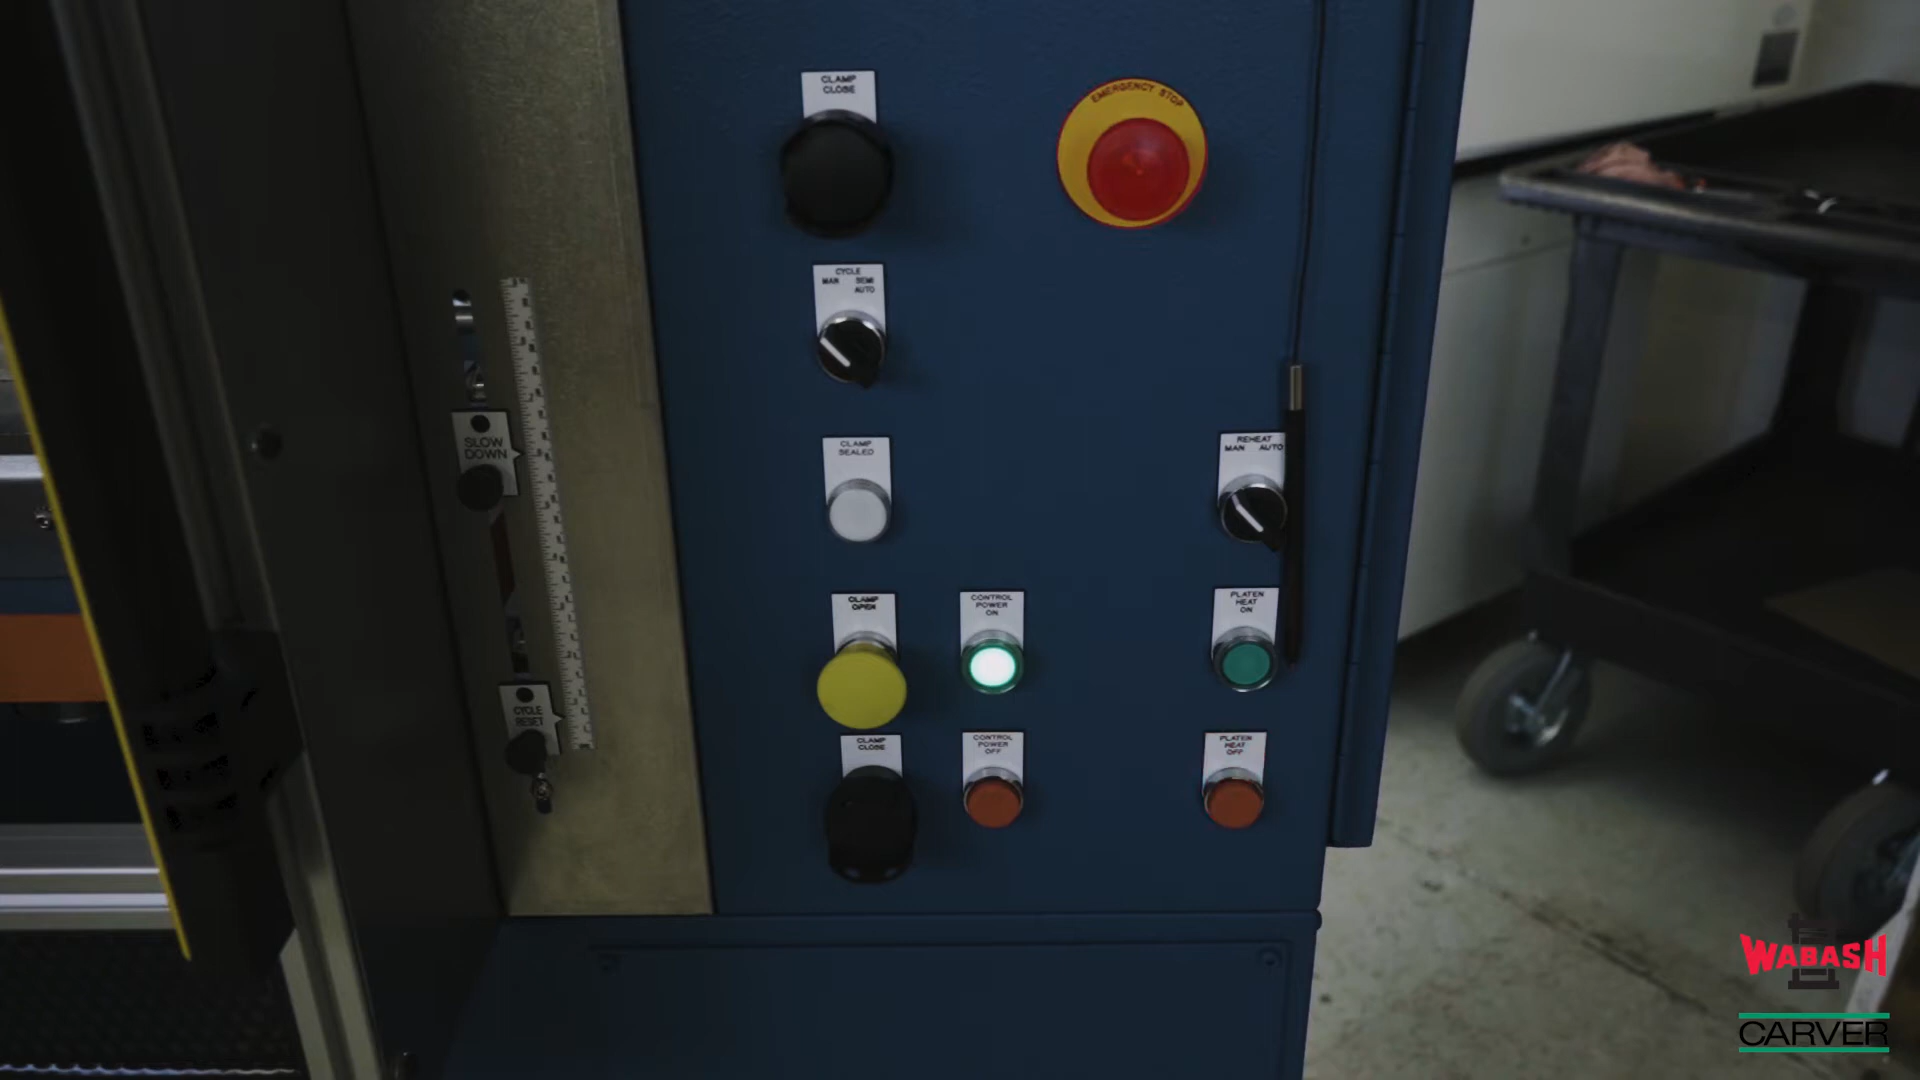 CLAMP
CLOSE
EMERGENCY STOP
CYCLE
MAN SEMI
AUTO
SLOW
DOWN
CLAMP
SEALED
REHEAT
MAN AUTO
CLAMP
OPEN
CONTROL
POWER
ON
PLATEN
HEAT
ON
CYCLE
RESET
CLAMP
CLOSE
CONTROL
POWER
OFF
PLATEN
HEAT
OFF
WABASH
CARVER